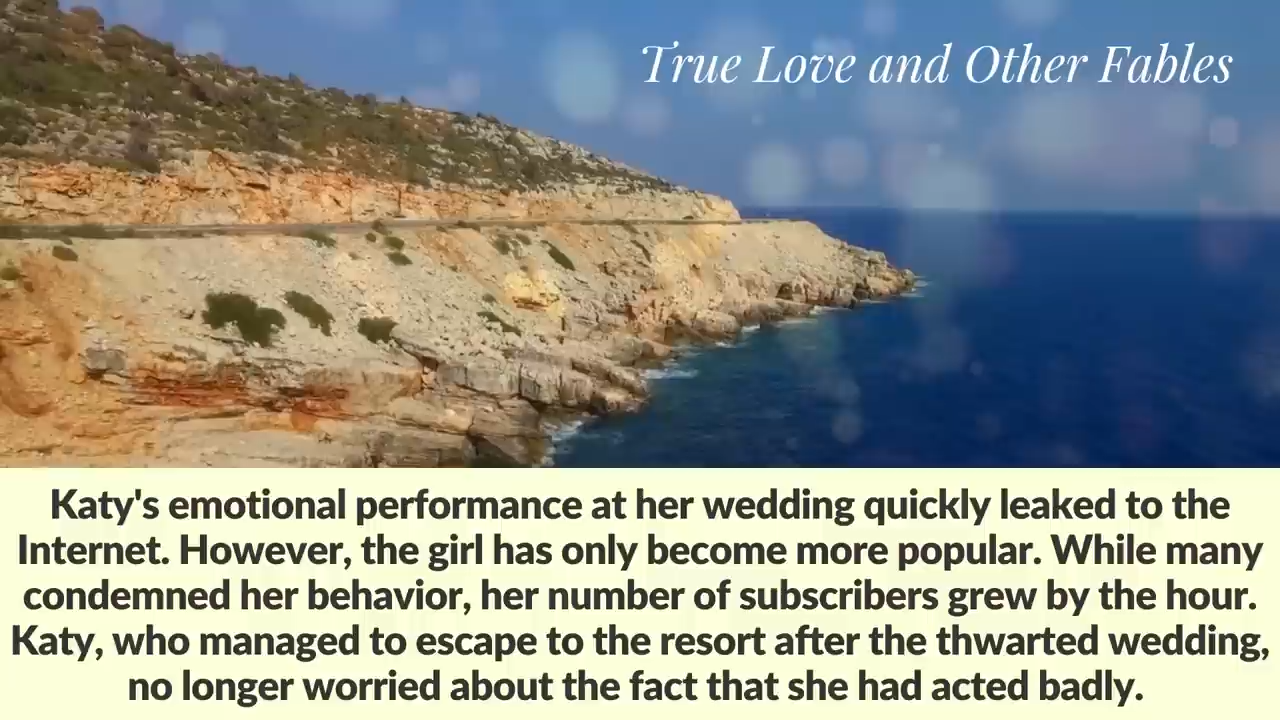 True Love and Other Fables
Katy's emotional performance at her wedding quickly leaked to the
Internet. However, the girl has only become more popular. While many
condemned her behavior, her number of subscribers grew by the hour.
Katy, who managed to escape to the resort after the thwarted wedding,
no longer worried about the fact that she had acted badly.